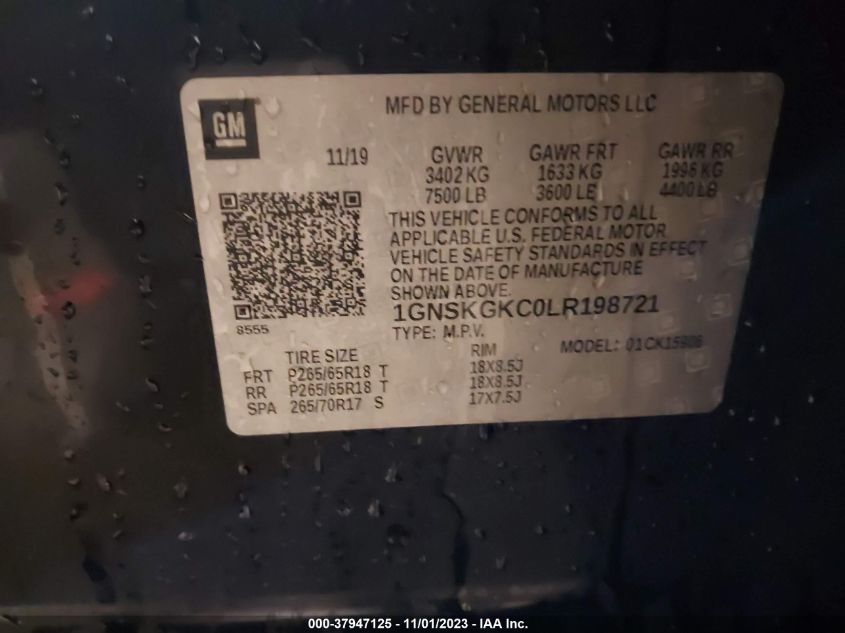 GM
MFD BY GENERAL MOTORS LLC
11/19 GVWR GAWR FRT GAWR RR
3402 KG 1633 KG 1996 KG
7500 LB 3600 LB 4400 LB
THIS VEHICLE CONFORMS TO ALL
APPLICABLE U.S. FEDERAL MOTOR
VEHICLE SAFETY STANDARDS IN EFFECT
ON THE DATE OF MANUFACTURE
SHOWN ABOVE.
8555
1GNSKGKC0LR198721
TYPE: M.P.V. MODEL: 01CK15906
TIRE SIZE RIM
FRT P265/65R18 T 18X8.5J
RR P265/65R18 T 18X8.5J
SPA 265/70R17 S 17X7.5J
000-37947125 - 11/01/2023 - IAA Inc.